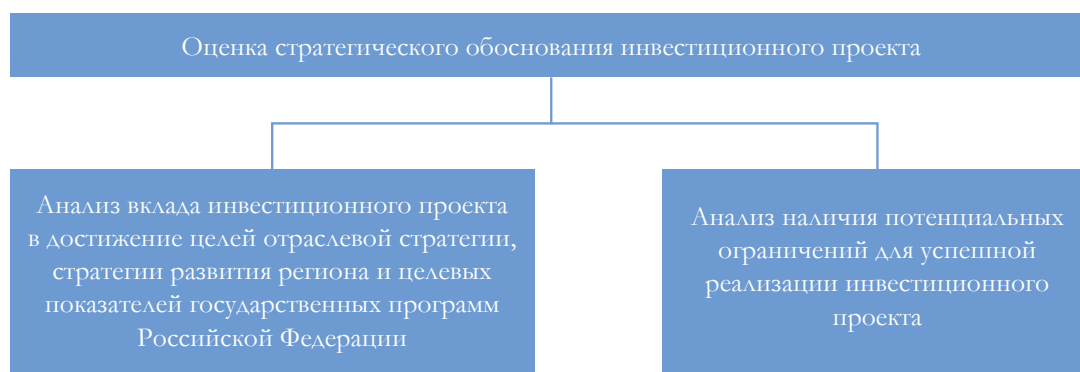 Оценка стратегического обоснования инвестиционного проекта
Анализ вклада инвестиционного проекта
в достижение целей отраслевой стратегии,
стратегии развития региона и целевых
показателей государственных программ
Российской Федерации
Анализ наличия потенциальных
ограничений для успешной
реализации инвестиционного
проекта